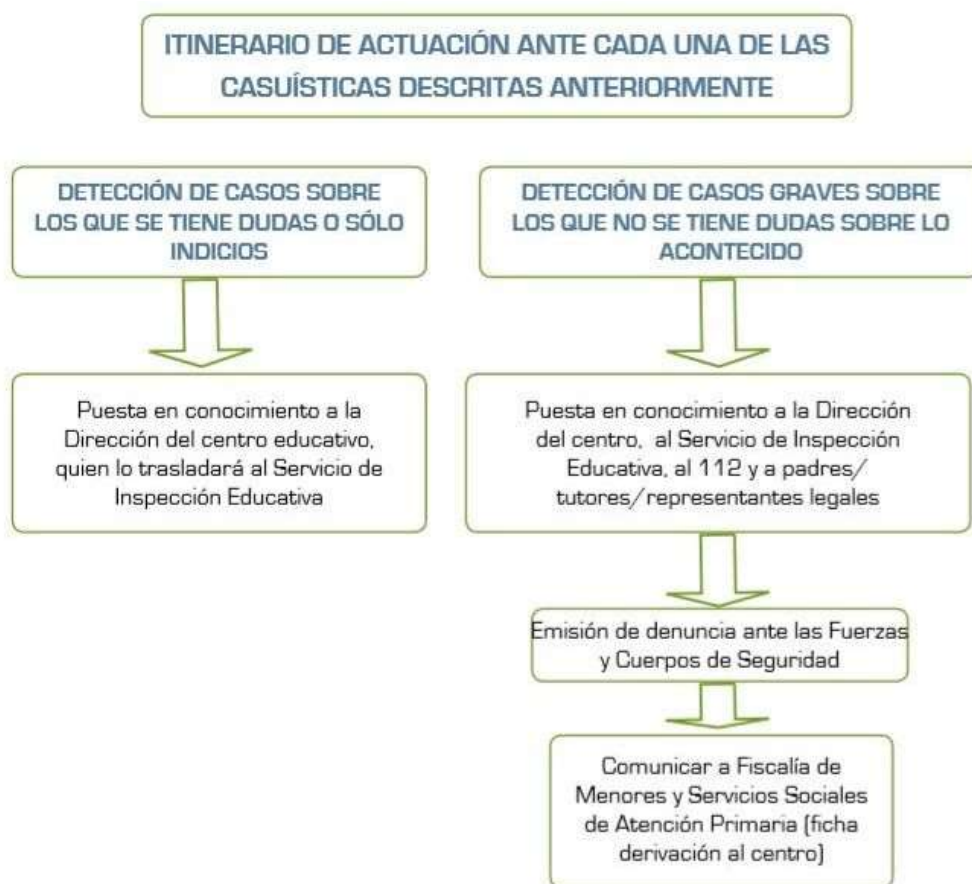 ITINERARIO DE ACTUACIÓN ANTE CADA UNA DE LAS
CASUÍSTICAS DESCRITAS ANTERIORMENTE
DETECCIÓN DE CASOS SOBRE
LOS QUE SE TIENE DUDAS O SÓLO
INDICIOS
Puesta en conocimiento a la
Dirección del centro educativo,
quien lo trasladará al Servicio de
Inspección Educativa
DETECCIÓN DE CASOS GRAVES SOBRE
LOS QUE NO SE TIENE DUDAS SOBRE LO
ACONTECIDO
Puesta en conocimiento a la Dirección
del centro, al Servicio de Inspección
Educativa, al 112 y a padres/
tutores/representantes legales
Emisión de denuncia ante las Fuerzas
y Cuerpos de Seguridad
Comunicar a Fiscalía de
Menores y Servicios Sociales
de Atención Primaria (ficha
derivación al centro)